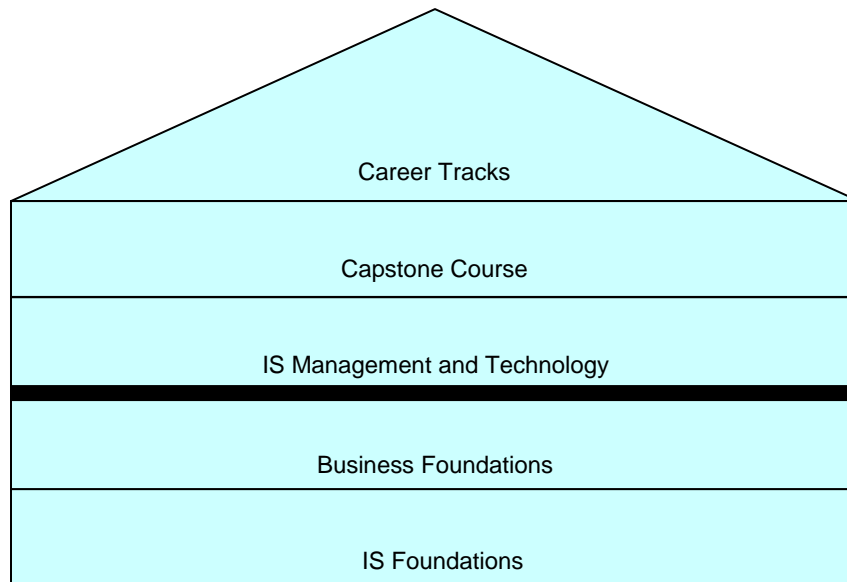 Career Tracks
Capstone Course
IS Management and Technology
Business Foundations
IS Foundations